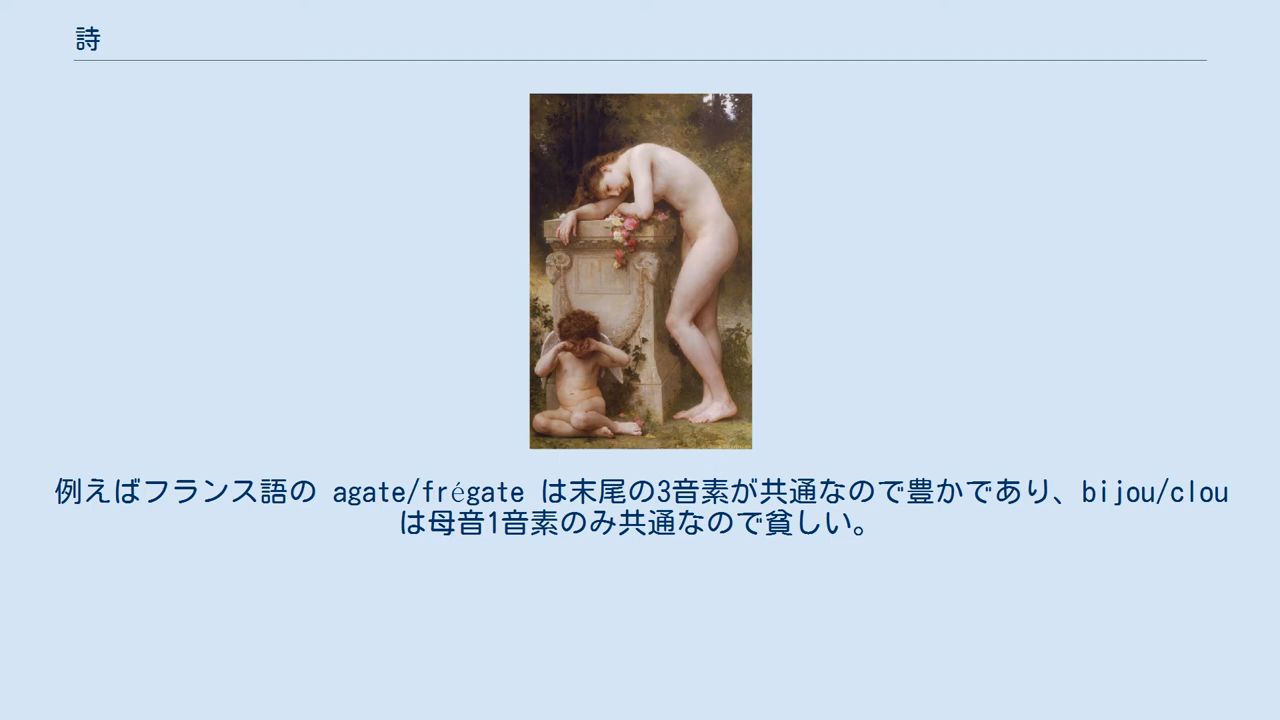 詩
例えばフランス語の agate/frégate は末尾の3音素が共通なので豊かであり、bijou/clou
は母音1音素のみ共通なので貧しい。